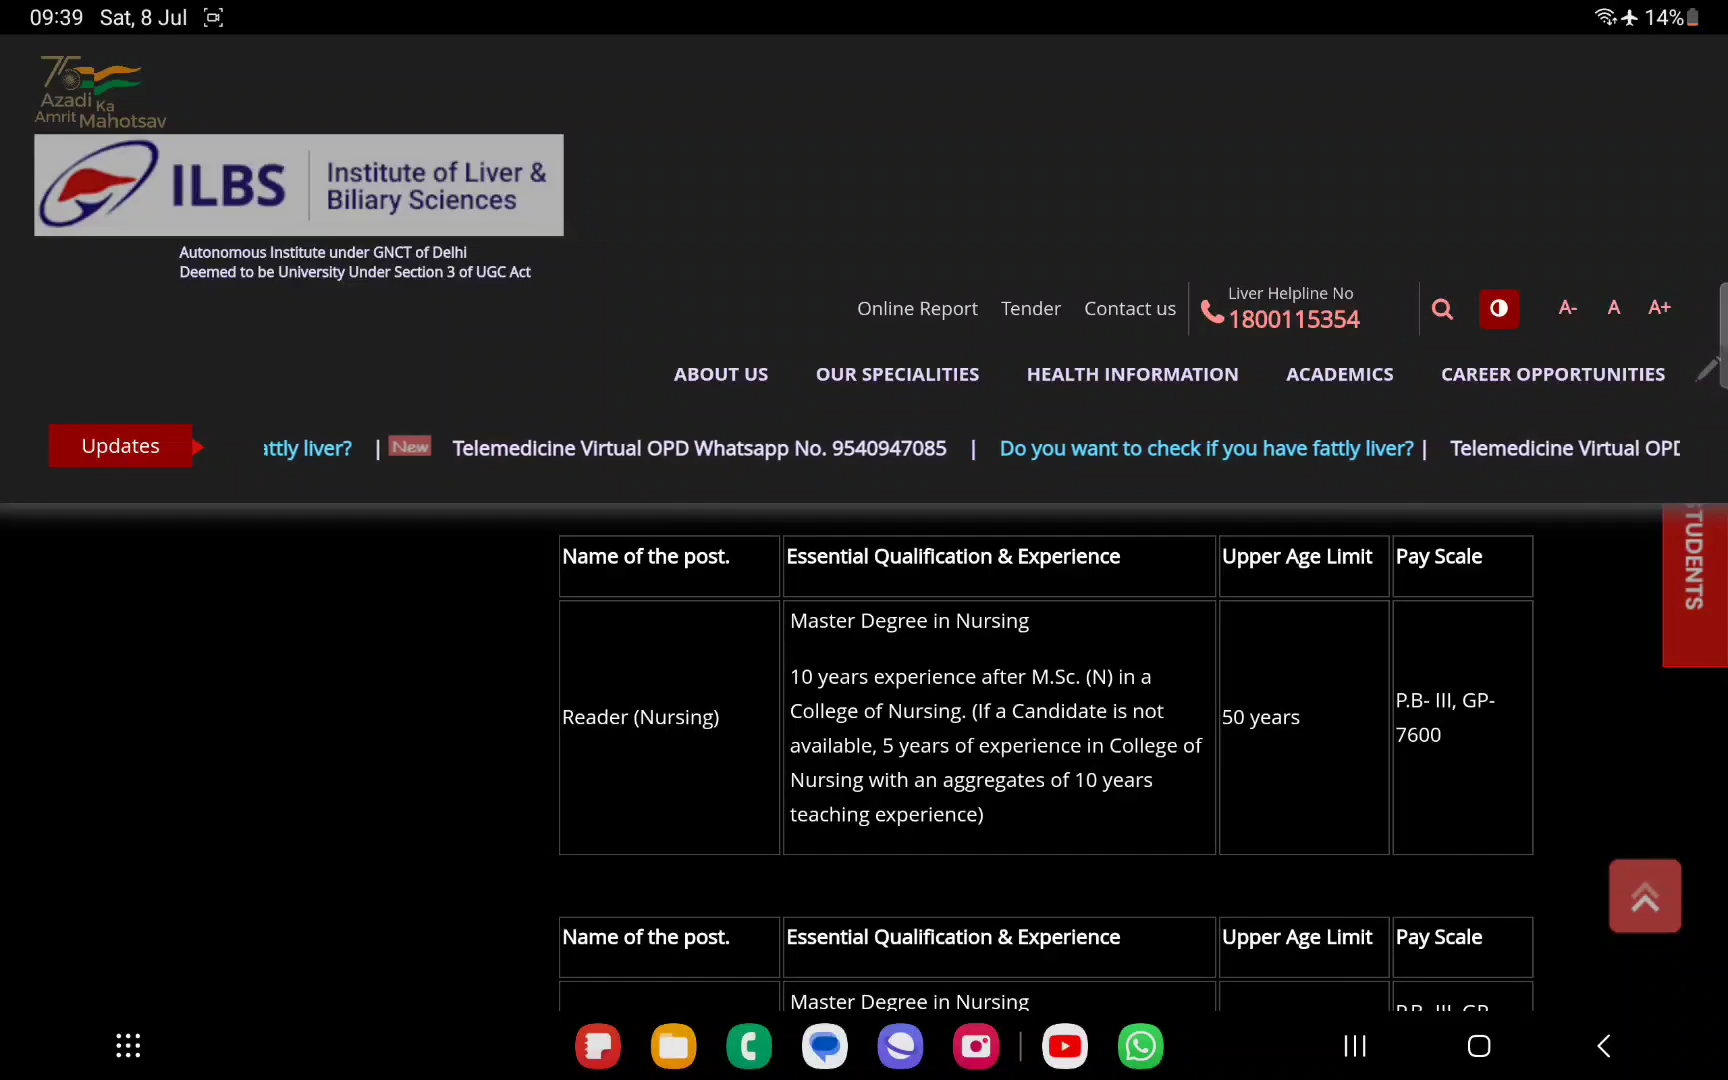 09:39 Sat, 8 Jul 14%
75
Azadi Ka
Amrit Mahotsav
ILBS Institute of Liver &
Biliary Sciences
Autonomous Institute under GNCT of Delhi
Deemed to be University Under Section 3 of UGC Act
Liver Helpline No
Online Report Tender Contact us 1800115354 A- A A+
ABOUT US OUR SPECIALITIES HEALTH INFORMATION ACADEMICS CAREER OPPORTUNITIES
Updates attly liver? | New Telemedicine Virtual OPD Whatsapp No. 9540947085 | Do you want to check if you have fattly liver? | Telemedicine Virtual OPD
TUDENTS
Name of the post. Essential Qualification & Experience Upper Age Limit Pay Scale
Master Degree in Nursing
10 years experience after M.Sc. (N) in a
College of Nursing. (If a Candidate is not
available, 5 years of experience in College of
Nursing with an aggregates of 10 years
teaching experience)
Reader (Nursing)
50 years
P.B- III, GP-
7600
Name of the post. Essential Qualification & Experience Upper Age Limit Pay Scale
Master Degree in Nursing
P.B- III, GP-